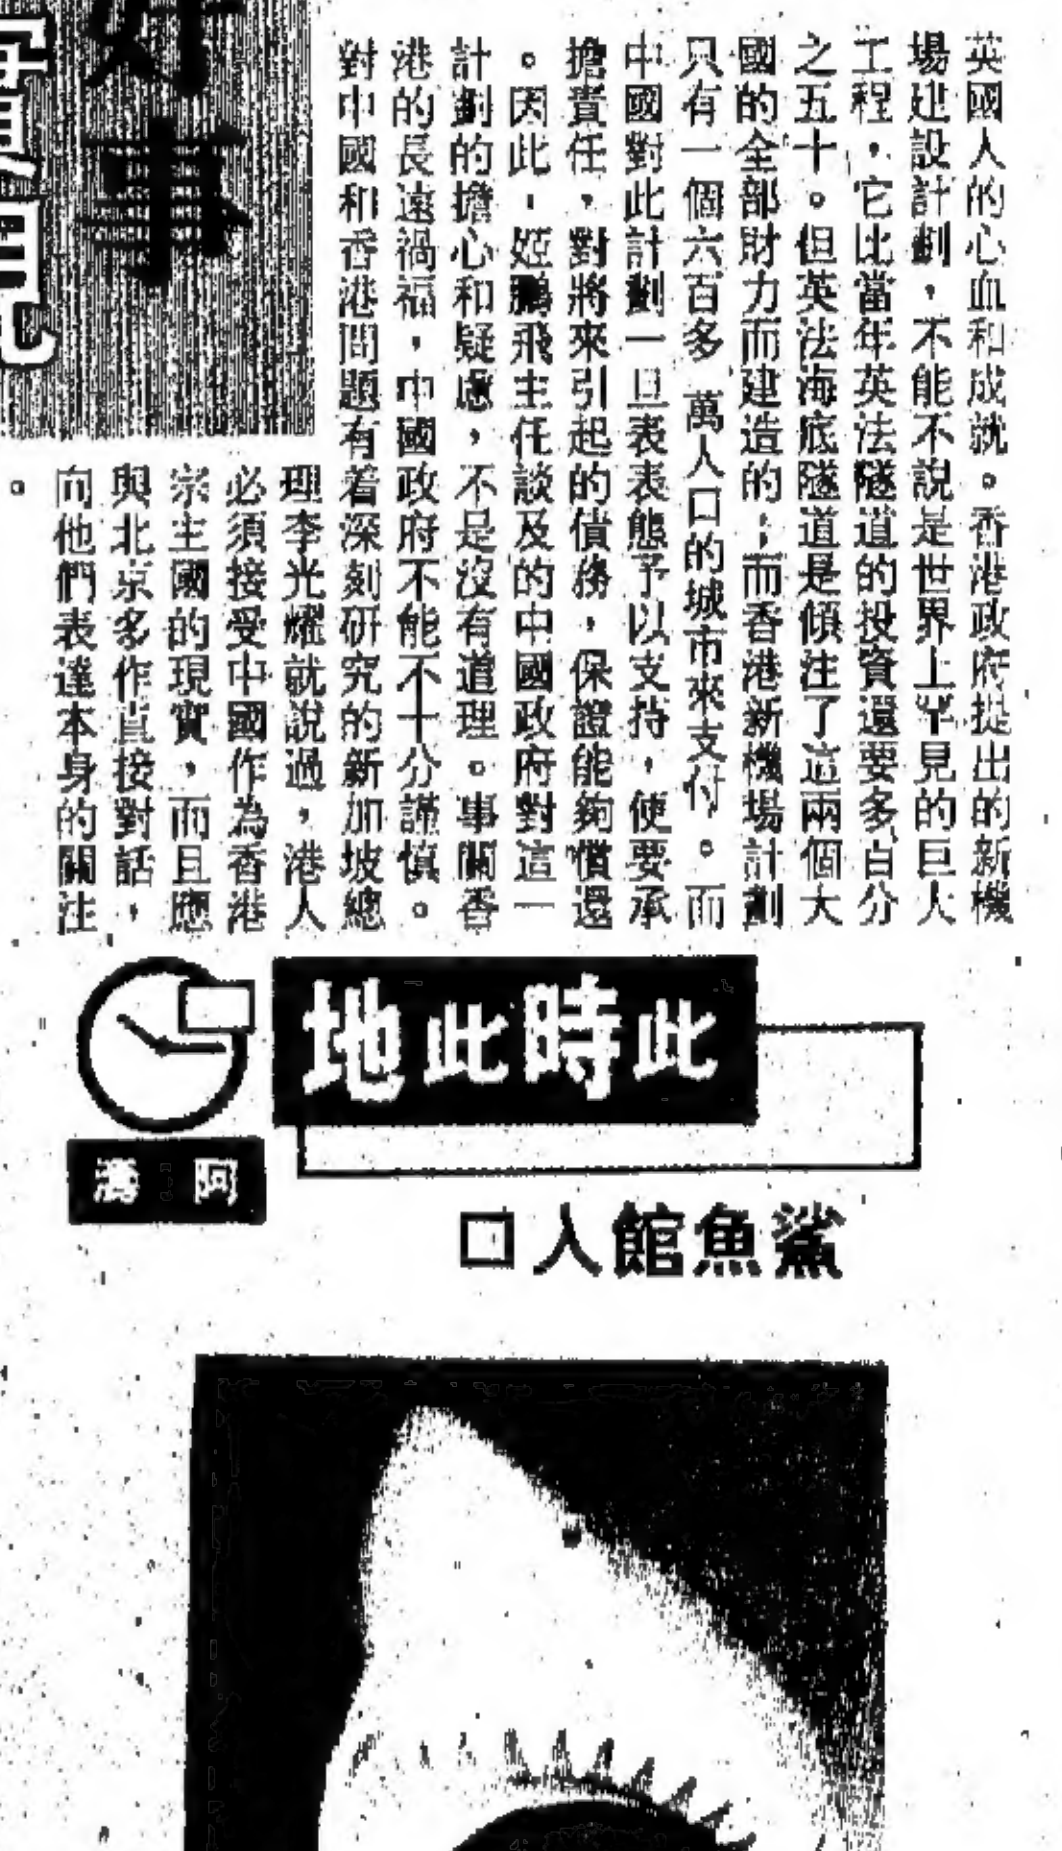 英國人的心血和成就。香港政府提出的新機
場建設計劃，不能不說是世界上罕見的巨大
工程，它比當年英法隧道的投資還要多百分
之五十。但英法海底隧道是傾注了這兩個大
國的全部財力而建造的；而香港新機場計劃
只有一個六百多萬人口的城市來支付。而
中國對此計劃一旦表表態予以支持，便要承
擔責任，對將來引起的債務，保證能夠償還
。因此，姬鵬飛主任談及的中國政府對這一
計劃的擔心和疑慮，不是沒有道理。事關香
港的長遠禍福，中國政府不能不十分謹慎。
對中國和香港問題有着深刻研究的新加坡總
理李光耀就說過，港人
必須接受中國作為香港
宗主國的現實，而且應
與北京多作直接對話，
向他們表達本身的關注
。
事
此時此地
阿
鯊魚館入口